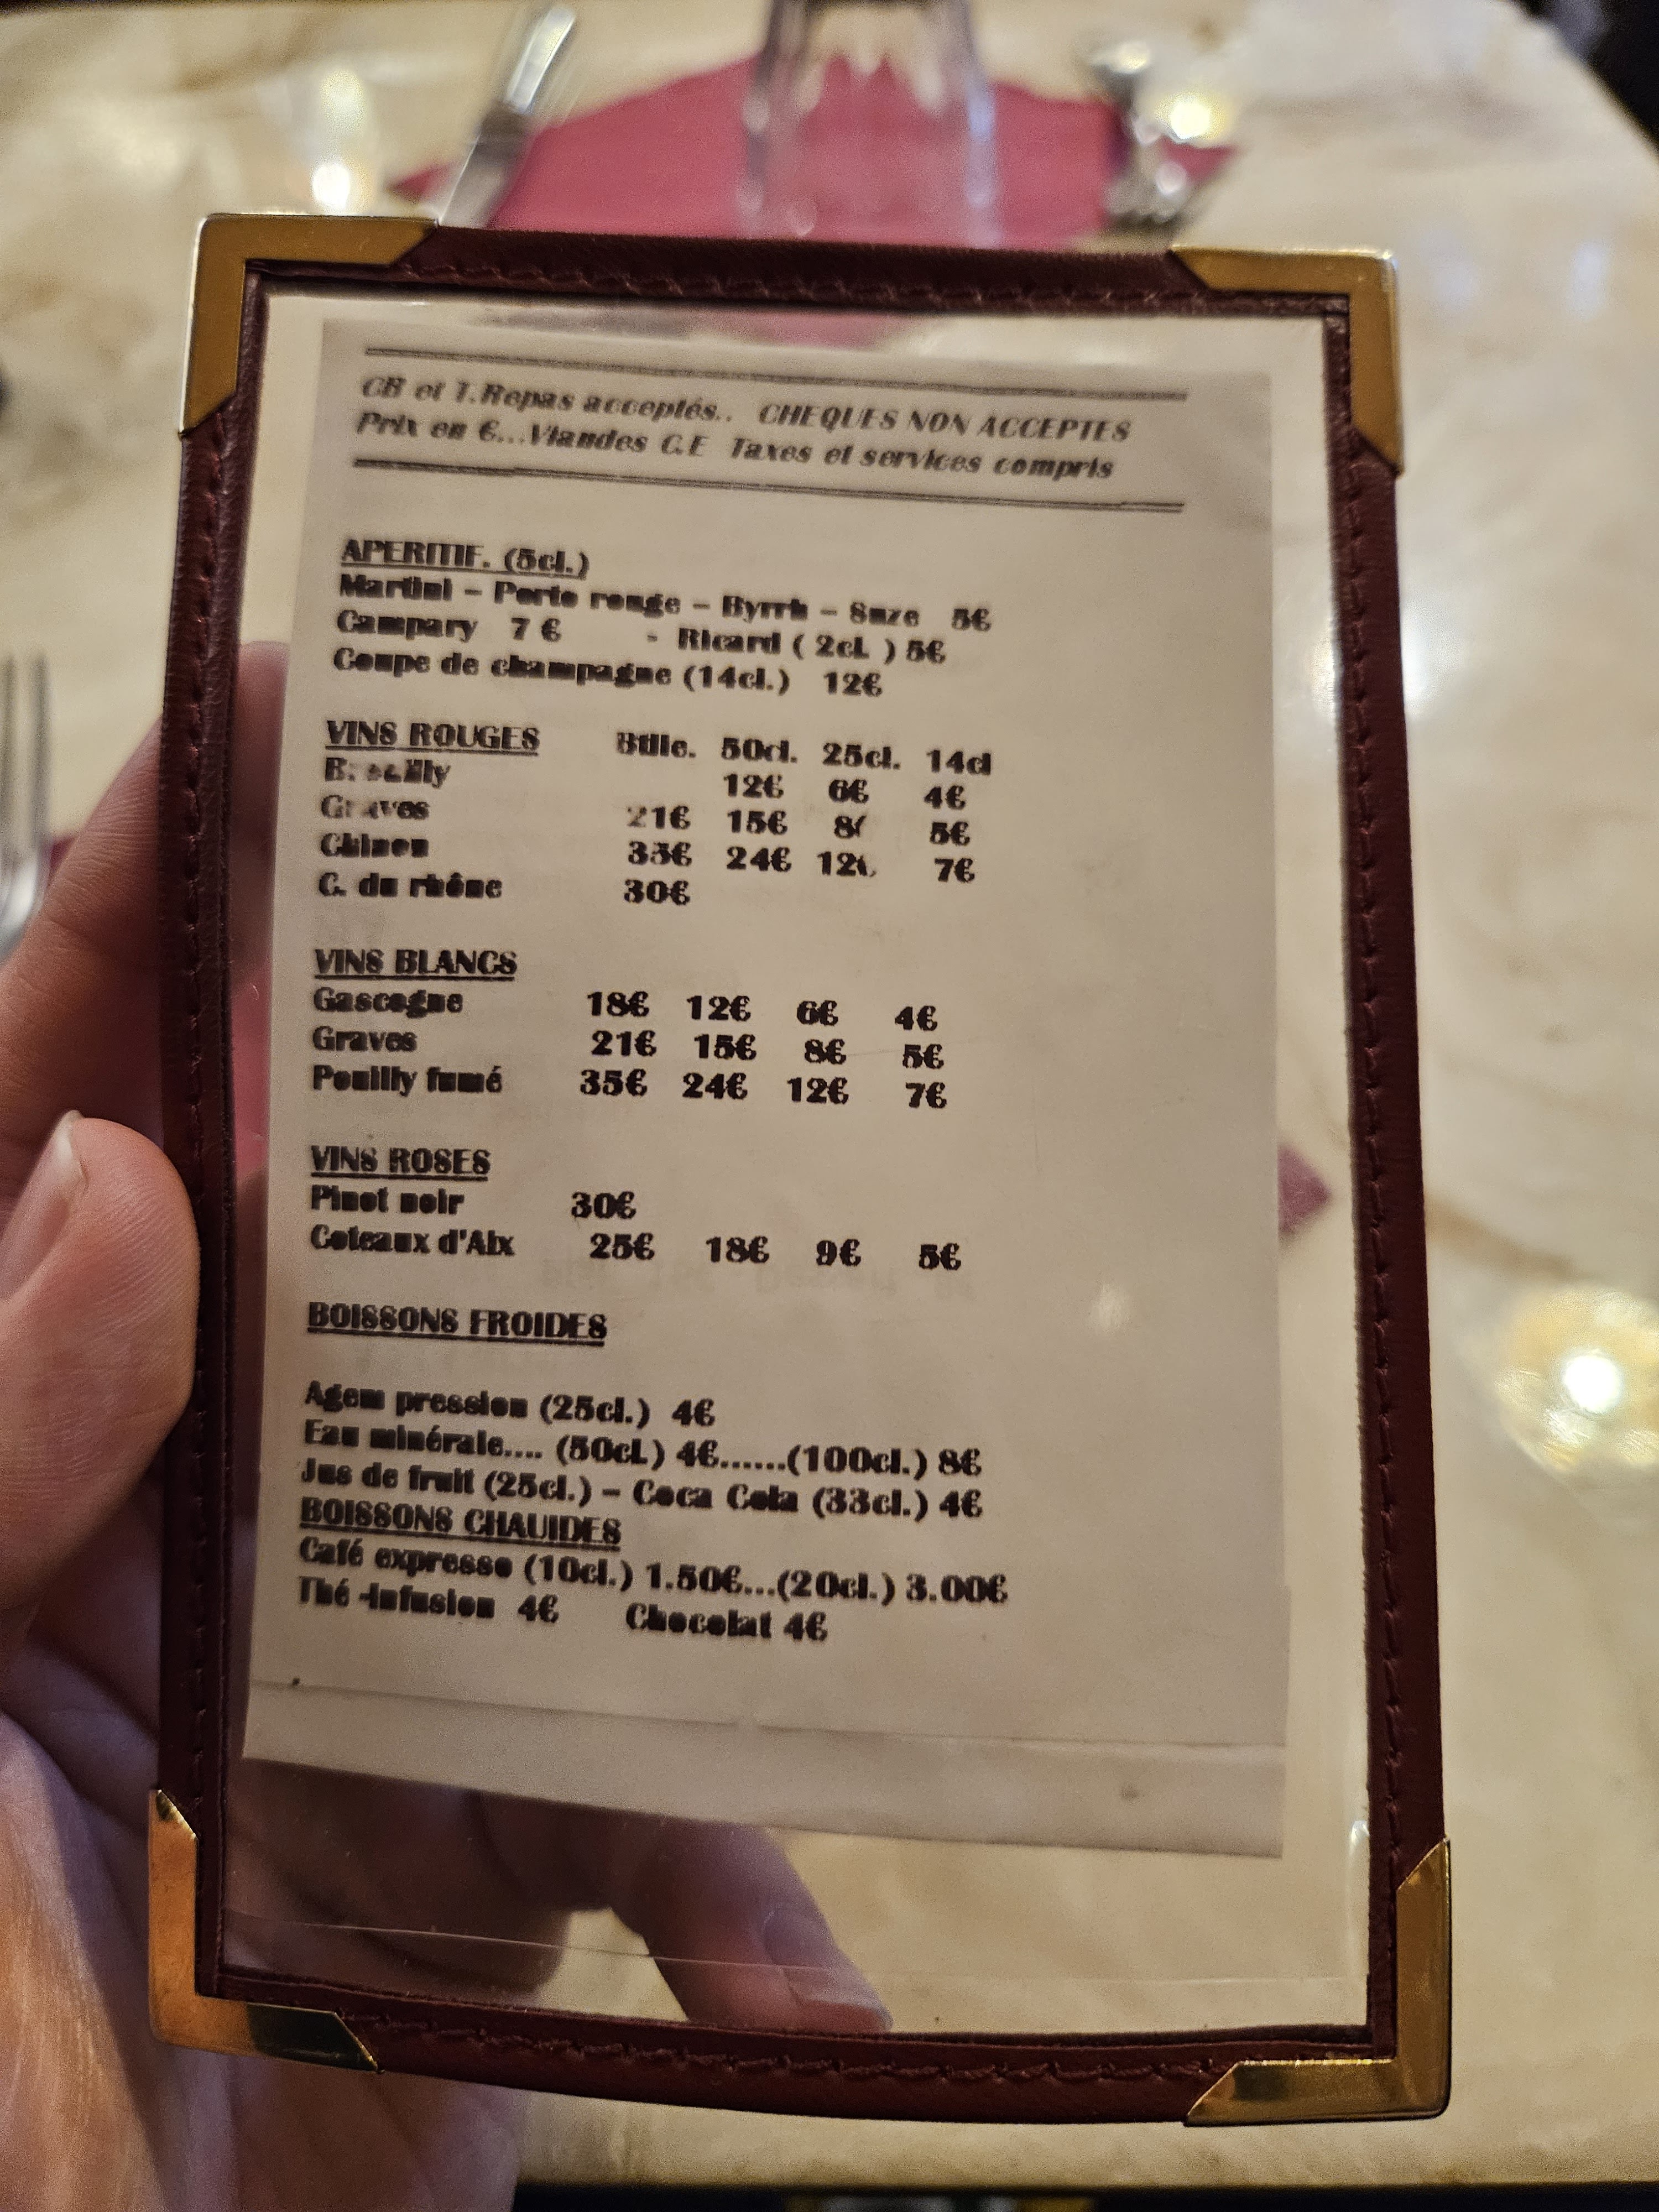 CB et T.Repas acceptés.. CHEQUES NON ACCEPTES
Prix en €...Viandes C.E Taxes et services compris
APERITIF. (5cl.)
Martini – Porto rouge – Byrrh – Suze 5€
Campary 7 € - Ricard ( 2cl. ) 5€
Coupe de champagne (14cl.) 12€
VINS ROUGES Btlle. 50cl. 25cl. 14cl
12€ 6€ 4€
Graves 21€ 15€ 8€ 5€
Chinon 35€ 24€ 12€ 7€
C. du rhône 30€
VINS BLANCS
Gascogne 18€ 12€ 6€ 4€
Graves 21€ 15€ 8€ 5€
Pouilly fumé 35€ 24€ 12€ 7€
VINS ROSES
Pinot noir 30€
Coteaux d'Aix 25€ 18€ 9€ 5€
BOISSONS FROIDES
Agem pression (25cl.) 4€
Eau minérale.... (50cl.) 4€......(100cl.) 8€
Jus de fruit (25cl.) – Coca Cola (33cl.) 4€
BOISSONS CHAUIDES
Café expresso (10cl.) 1.50€...(20cl.) 3.00€
Thé -infusion 4€ Chocolat 4€